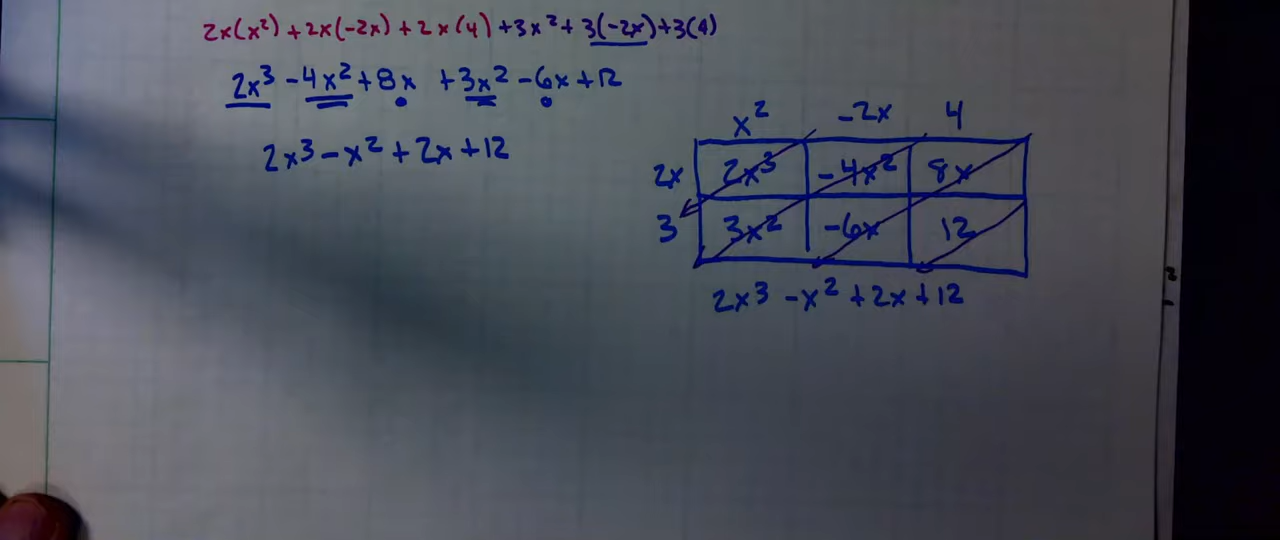 2x(x²) + 2x(-2x) + 2x(4) + 3x² + 3(-2x) + 3(4)
2x³ - 4x² + 8x + 3x² - 6x + 12
2x³ - x² + 2x + 12
x² -2x 4
2x 2x³ -4x² 8x
3 3x² -6x 12
2x³ - x² + 2x + 12